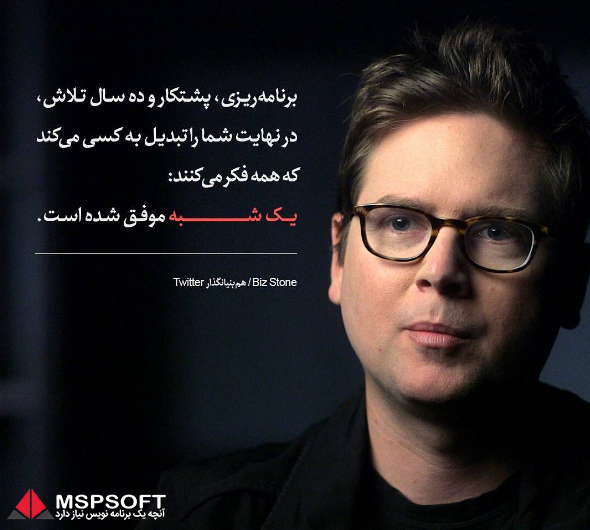 برنامه‌ریزی، پشتکار و ده سال تلاش،
در نهایت شما را تبدیل به کسی می‌کند
که همه فکر می‌کنند:
یک شبه موفق شده است.
Biz Stone / هم بنیانگذار Twitter
MSPSOFT
آنچه یک برنامه نویس نیاز دارد